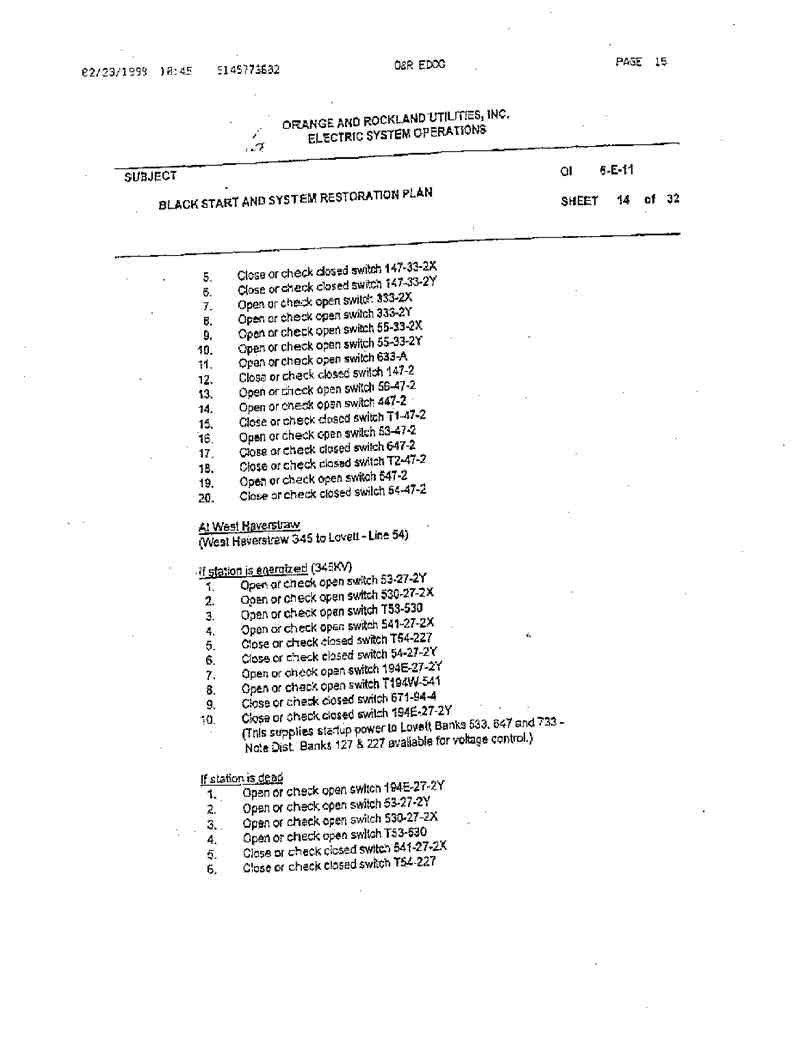 02/23/1999 18:45 9145773682 O&R EDOG PAGE 15
ORANGE AND ROCKLAND UTILITIES, INC.
ELECTRIC SYSTEM OPERATIONS
SUBJECT
OI 6-E-11
BLACK START AND SYSTEM RESTORATION PLAN
SHEET 14 of 32
5. Close or check closed switch 147-33-2X
6. Close or check closed switch 147-33-2Y
7. Open or check open switch 333-2X
8. Open or check open switch 333-2Y
9. Open or check open switch 55-33-2X
10. Open or check open switch 55-33-2Y
11. Open or check open switch 633-A
12. Close or check closed switch 147-2
13. Open or check open switch 56-47-2
14. Open or check open switch 447-2
15. Close or check closed switch T1-47-2
16. Open or check open switch 53-47-2
17. Close or check closed switch 647-2
18. Close or check closed switch T2-47-2
19. Open or check open switch 547-2
20. Close or check closed switch 54-47-2
At West Haverstraw
(West Haverstraw 345 to Lovett - Line 54)
If station is energized (345KV)
1. Open or check open switch 53-27-2Y
2. Open or check open switch 530-27-2X
3. Open or check open switch T53-530
4. Open or check open switch 541-27-2X
5. Close or check closed switch T54-227
6. Close or check closed switch 54-27-2Y
7. Open or check open switch 194E-27-2Y
8. Open or check open switch T194W-541
9. Close or check closed switch 671-94-4
10. Close or check closed switch 194E-27-2Y
(This supplies startup power to Lovett Banks 533, 647 and 733 -
Note Dist. Banks 127 & 227 available for voltage control.)
If station is dead
1. Open or check open switch 194E-27-2Y
2. Open or check open switch 53-27-2Y
3. Open or check open switch 530-27-2X
4. Open or check open switch T53-530
5. Close or check closed switch 541-27-2X
6. Close or check closed switch T54-227